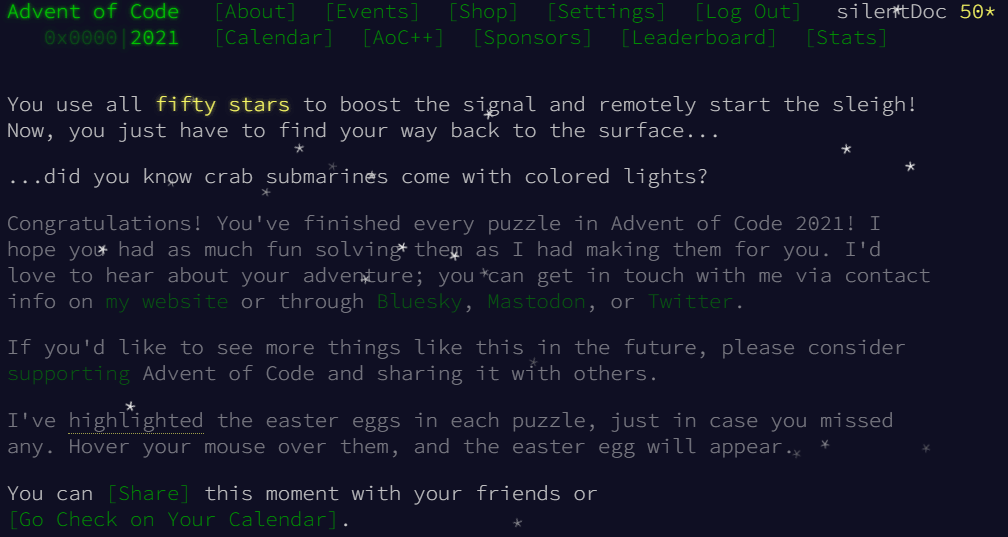 Advent of Code [About] [Events] [Shop] [Settings] [Log Out] silentDoc 50*
0x0000|2021 [Calendar] [AoC++] [Sponsors] [Leaderboard] [Stats]
You use all fifty stars to boost the signal and remotely start the sleigh!
Now, you just have to find your way back to the surface...
...did you know crab submarines come with colored lights?
Congratulations! You've finished every puzzle in Advent of Code 2021! I
hope you had as much fun solving them as I had making them for you. I'd
love to hear about your adventure; you can get in touch with me via contact
info on my website or through Bluesky, Mastodon, or Twitter.
If you'd like to see more things like this in the future, please consider
supporting Advent of Code and sharing it with others.
I've highlighted the easter eggs in each puzzle, just in case you missed
any. Hover your mouse over them, and the easter egg will appear.
You can [Share] this moment with your friends or
[Go Check on Your Calendar].